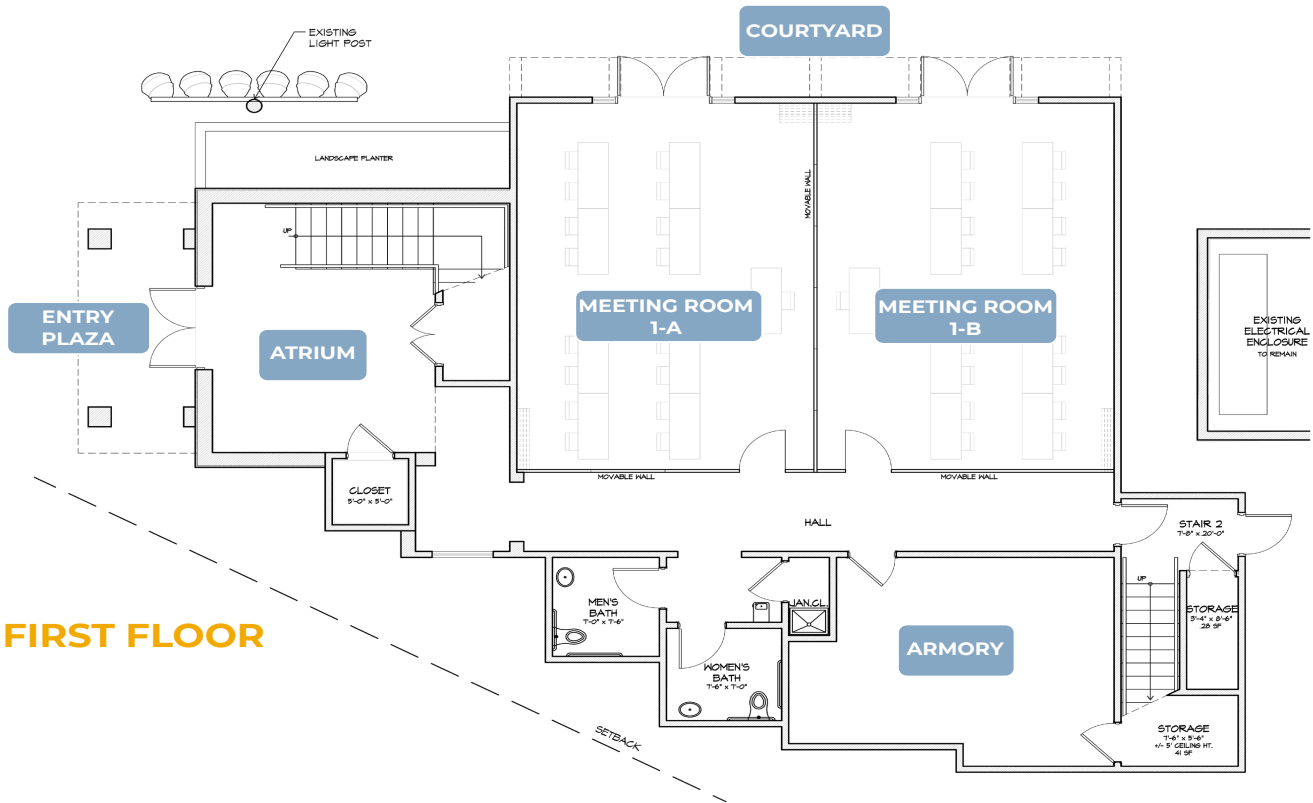 EXISTING
LIGHT POST
COURTYARD
LANDSCAPE PLANTER
MOVABLE WALL
UP
ENTRY
PLAZA
ATRIUM
MEETING ROOM
1-A
MEETING ROOM
1-B
EXISTING
ELECTRICAL
ENCLOSURE
TO REMAIN
CLOSET
5'-0" x 5'-0"
MOVABLE WALL
MOVABLE WALL
HALL
STAIR 2
7'-8" x 20'-0"
MEN'S
BATH
7'-0" x 7'-6"
JAN.CL.
UP
STORAGE
3'-4" x 8'-6"
28 SF
FIRST FLOOR
ARMORY
WOMEN'S
BATH
7'-6" x 7'-0"
SETBACK
STORAGE
7'-6" x 5'-6"
+/- 5' CEILING HT.
41 SF